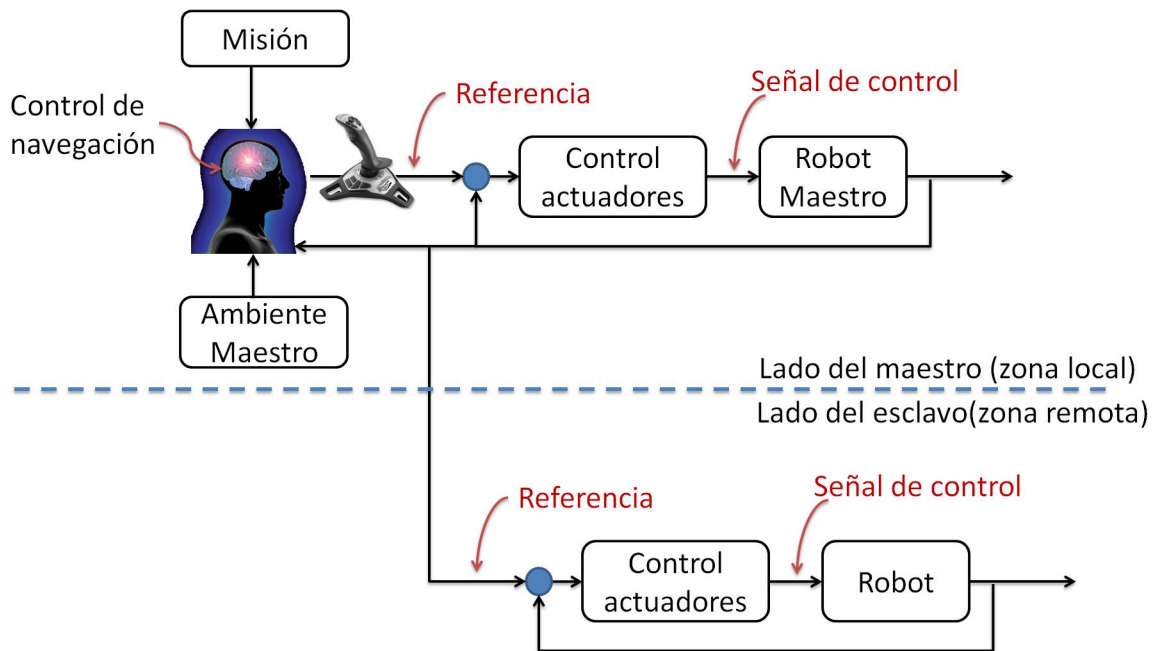 Misión
Control de
navegación
Referencia
Señal de control
Control
actuadores
Robot
Maestro
Ambiente
Maestro
Lado del maestro (zona local)
Lado del esclavo(zona remota)
Referencia
Señal de control
Control
actuadores
Robot